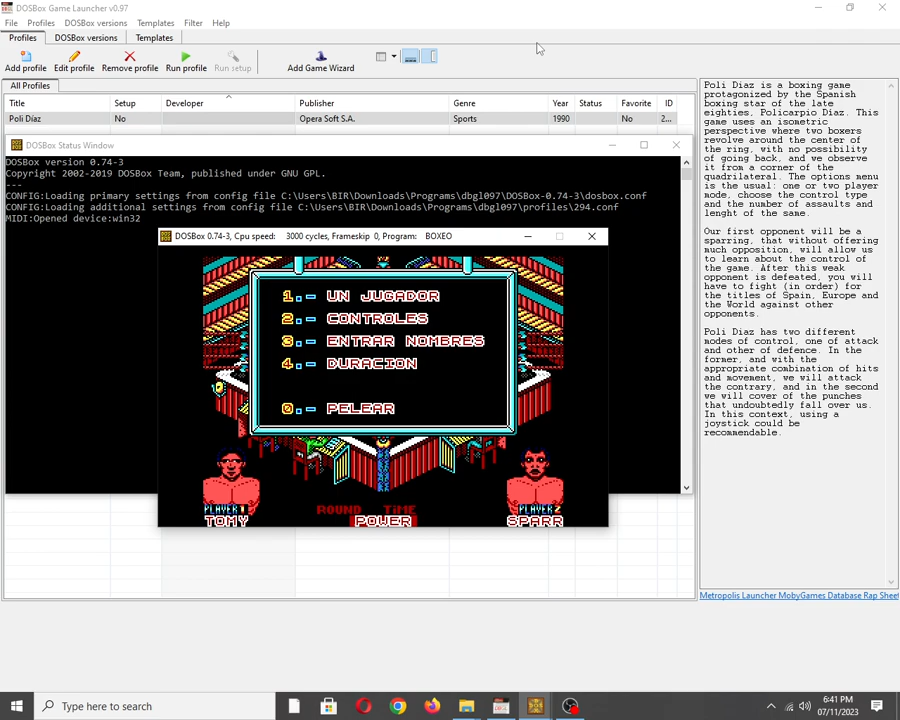 DOSBox Game Launcher v0.97
File Profiles DOSBox versions Templates Filter Help
Profiles DOSBox versions Templates
Add profile Edit profile Remove profile Run profile Run setup Add Game Wizard
All Profiles
Title Setup Developer Publisher Genre Year Status Favorite ID
Poli Díaz No Opera Soft S.A. Sports 1990 No 2...
DOSBox Status Window
DOSBox version 0.74-3
Copyright 2002-2019 DOSBox Team, published under GNU GPL.
---
CONFIG:Loading primary settings from config file C:\Users\BIR\Downloads\Programs\dbgl097\DOSBox-0.74-3\dosbox.conf
CONFIG:Loading additional settings from config file C:\Users\BIR\Downloads\Programs\dbgl097\profiles\294.conf
MIDI:Opened device:win32
DOSBox 0.74-3, Cpu speed: 3000 cycles, Frameskip 0, Program: BOXEO
1.- UN JUGADOR
2.- CONTROLES
3.- ENTRAR NOMBRES
4.- DURACION
0.- PELEAR
PLAYER 1
TOMY
ROUND TIME
POWER
PLAYER 2
SPARR
Poli Diaz is a boxing game
protagonized by the Spanish
boxing star of the late
eighties, Policarpio Diaz. This
game uses an isometric
perspective where two boxers
revolve around the center of
the ring, with no possibility
of going back, and we observe
it from a corner of the
quadrilateral. The options
menu is the usual: one or two
player mode, choose the
control type and the number
of assaults and
lenght of the same.
Our first opponent will be a
sparring, that without offering
much opposition, will allow us
to learn about the control of
the game. After this weak
opponent is defeated, you will
have to fight (in order) for
the titles of Spain, Europe and
the World against other
opponents.
Poli Diaz has two different
modes of control, one of attack
and other of defence. In the
former, and with the
appropriate combination of hits
and movement, we will attack
the contrary, and in the second
we will cover of the punches
that undoubtedly fall over us.
In this context, using a
joystick could be
recommendable.
Metropolis Launcher MobyGames Database Rap Sheet
Type here to search
6:41 PM
07/11/2023